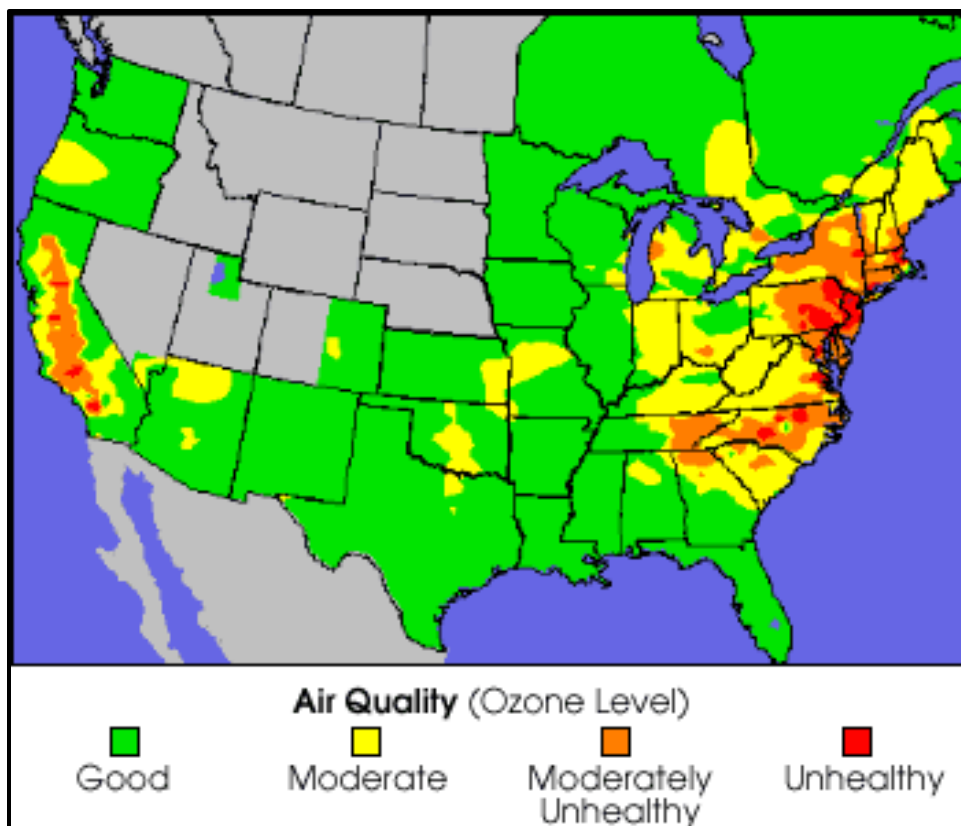 Air Quality (Ozone Level)
Good
Moderate
Moderately
Unhealthy
Unhealthy